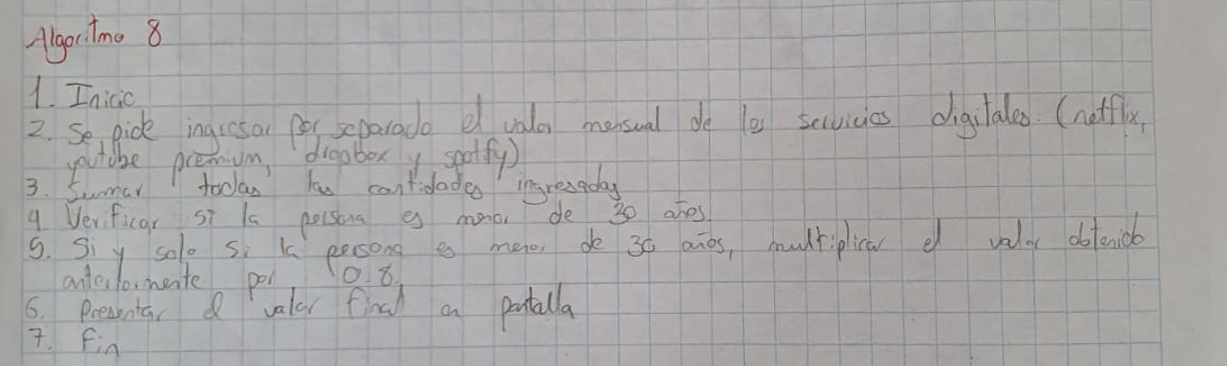 Algoritmo 8
1. Inicio
2. Se pide ingresar por separado el valor mensual de los servicios digitales. (netflix,
youtube premium, dropbox y spotfy)
3. Sumar todas las cantidades ingresadas
4. Verificar si la persona es menor de 30 años.
5. Si y solo si la persona es menor de 30 años, multiplicar el valor obtenido
anteriormente por 0.8.
6. Presentar el valor final en pantalla
7. Fin